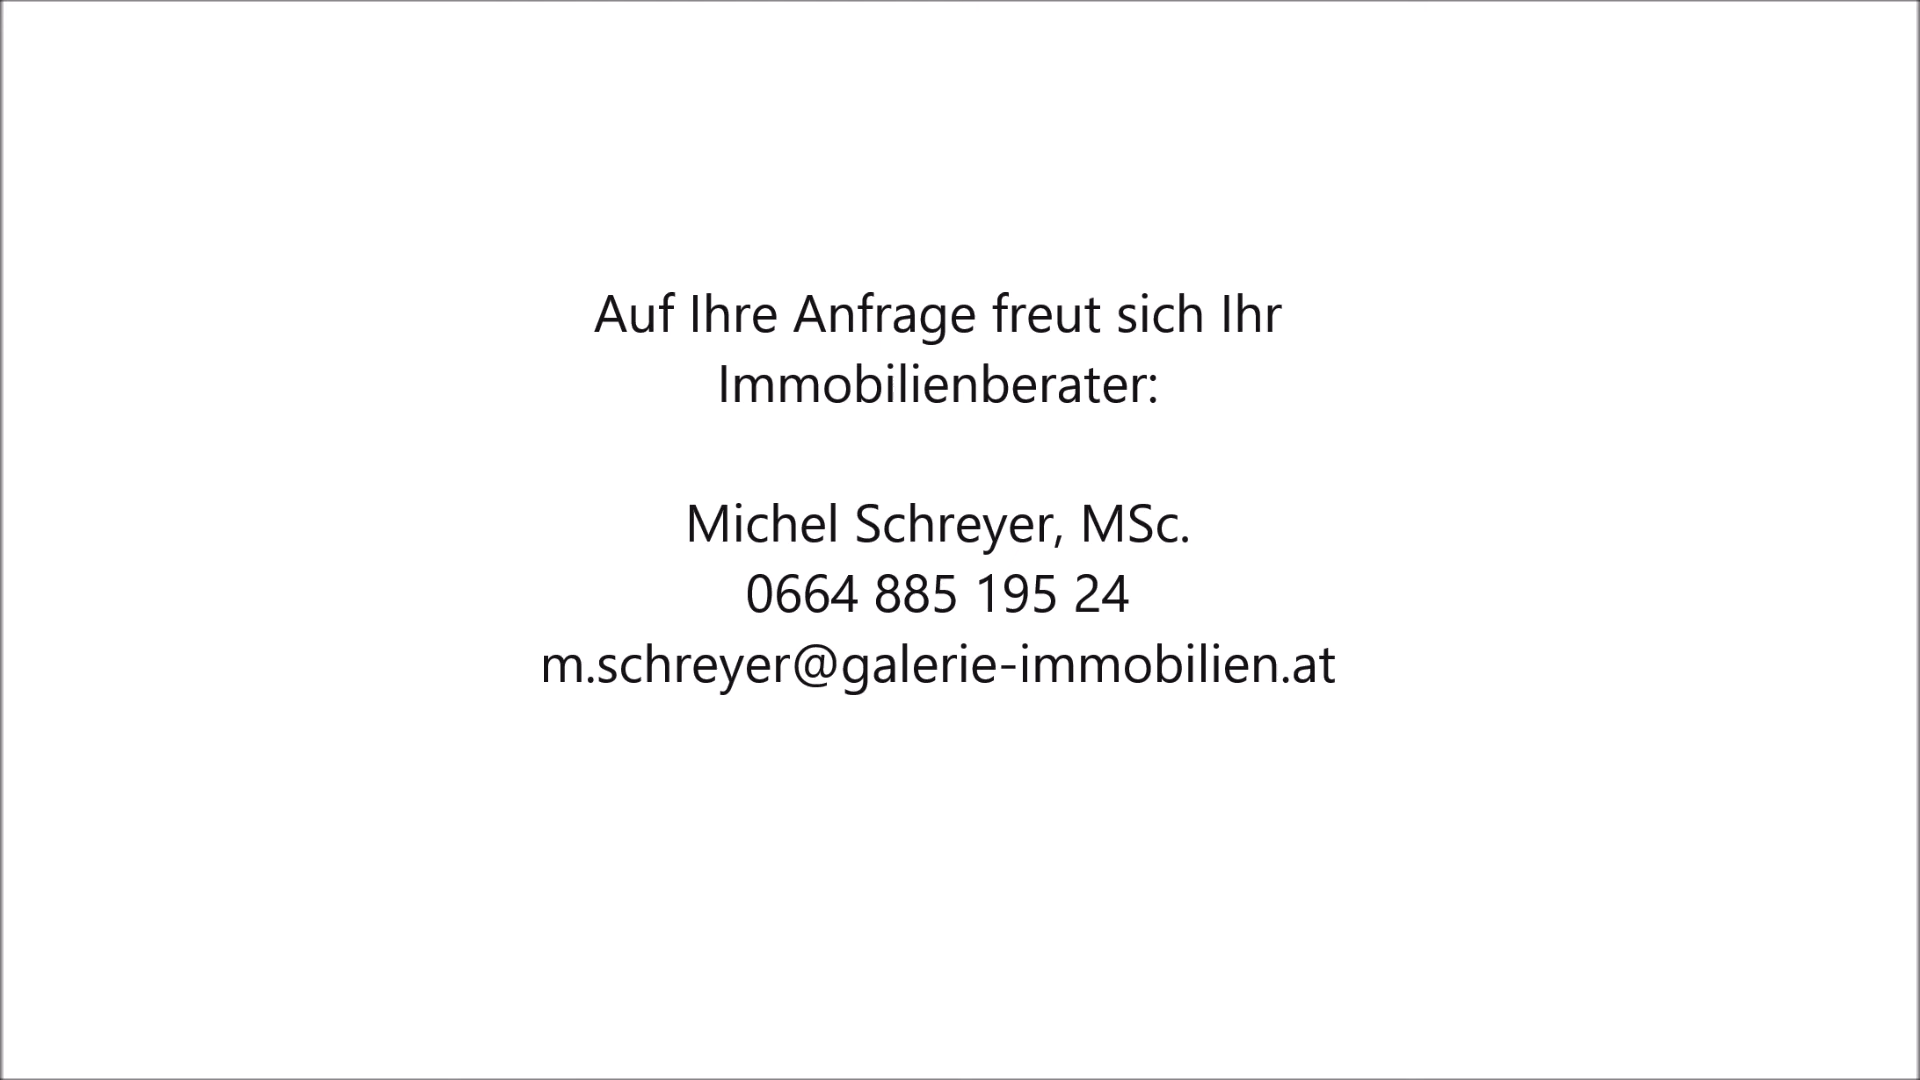 Auf Ihre Anfrage freut sich Ihr
Immobilienberater:
Michel Schreyer, MSc.
0664 885 195 24
m.schreyer@galerie-immobilien.at